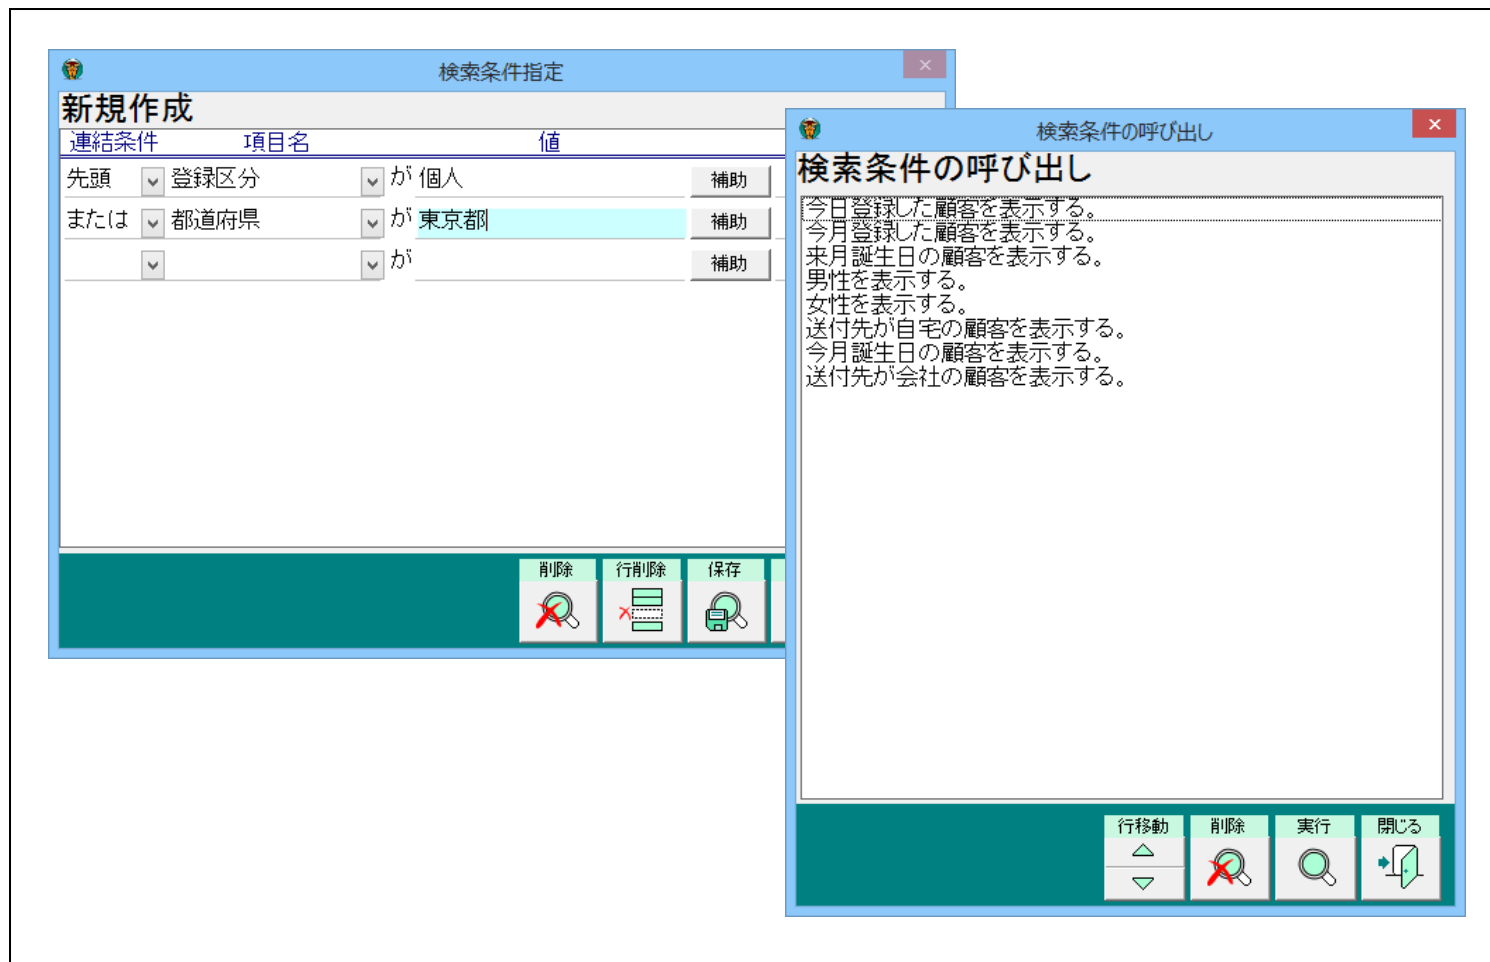 検索条件指定
新規作成
連結条件 項目名 値
先頭 登録区分 が 個人 補助
または 都道府県 が 東京都 補助
が 補助
削除 行削除 保存
検索条件の呼び出し
検索条件の呼び出し
今日登録した顧客を表示する。
今月登録した顧客を表示する。
来月誕生日の顧客を表示する。
男性を表示する。
女性を表示する。
送付先が自宅の顧客を表示する。
今月誕生日の顧客を表示する。
送付先が会社の顧客を表示する。
行移動 削除 実行 閉じる